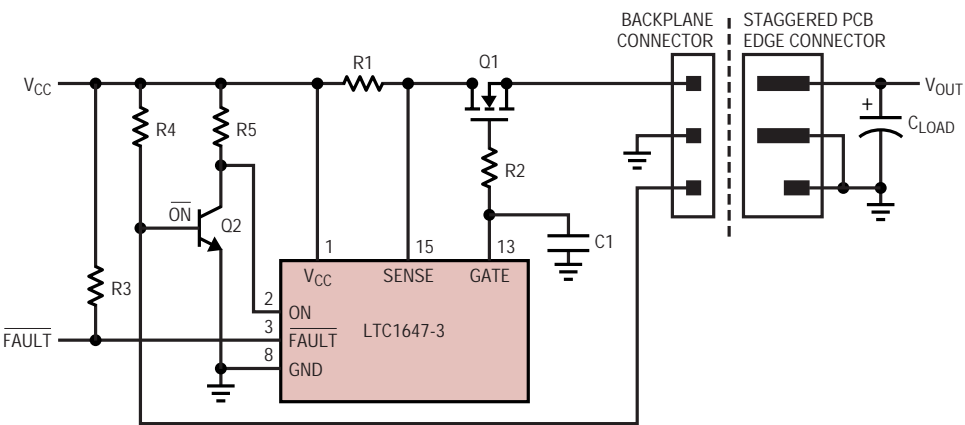 BACKPLANE
CONNECTOR
STAGGERED PCB
EDGE CONNECTOR
VCC
R1
Q1
VOUT
+
CLOAD
R4
R5
R2
ON
Q2
C1
R3
1
15
13
VCC
SENSE
GATE
2
ON
3
FAULT
FAULT
LTC1647-3
8
GND